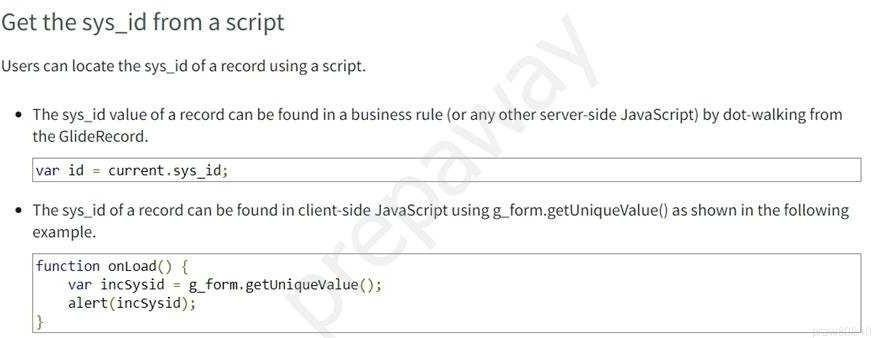 Get the sys_id from a script
Users can locate the sys_id of a record using a script.
• The sys_id value of a record can be found in a business rule (or any other server-side JavaScript) by dot-walking from
the GlideRecord.
var id = current.sys_id;
• The sys_id of a record can be found in client-side JavaScript using g_form.getUniqueValue() as shown in the following
example.
function onLoad() {
    var incSysid = g_form.getUniqueValue();
    alert(incSysid);
}
prepaway